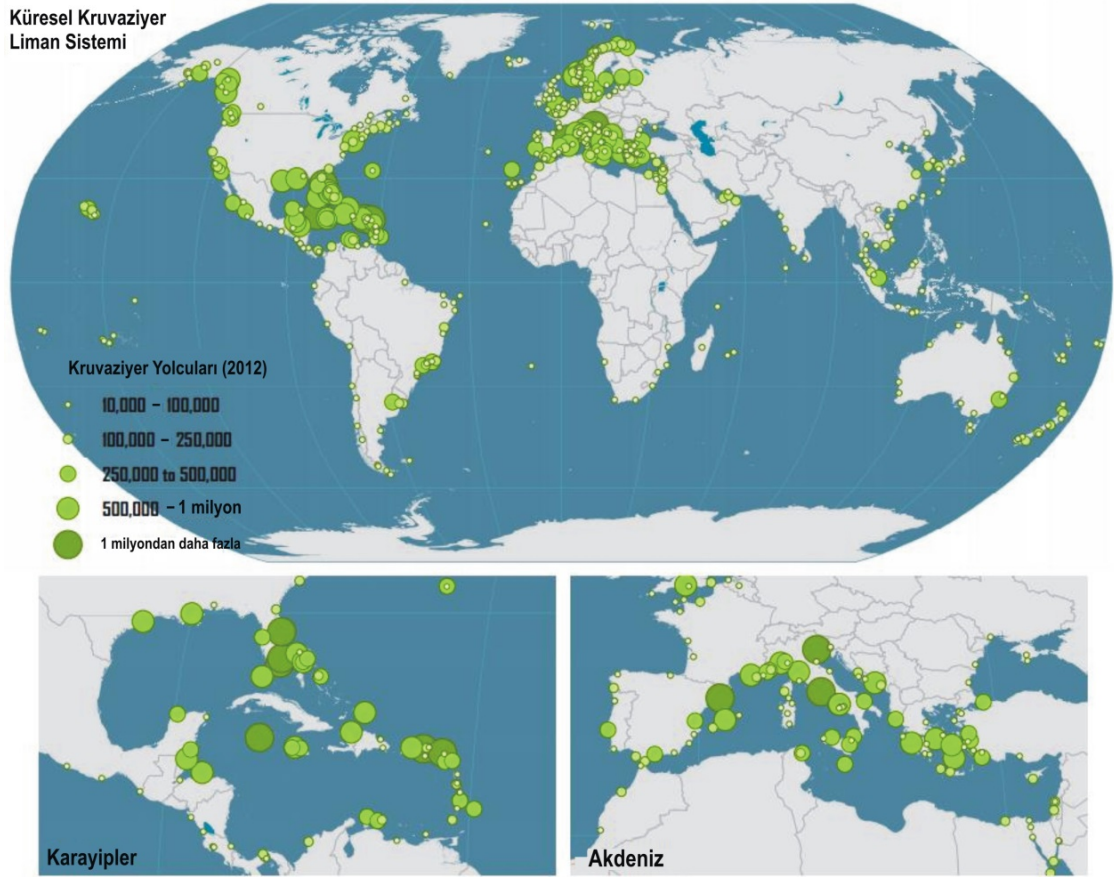 Küresel Kruvaziyer
Liman Sistemi
Kruvaziyer Yolcuları (2012)
10,000 – 100,000
100,000 – 250,000
250,000 to 500,000
500,000 – 1 milyon
1 milyondan daha fazla
Karayipler
Akdeniz